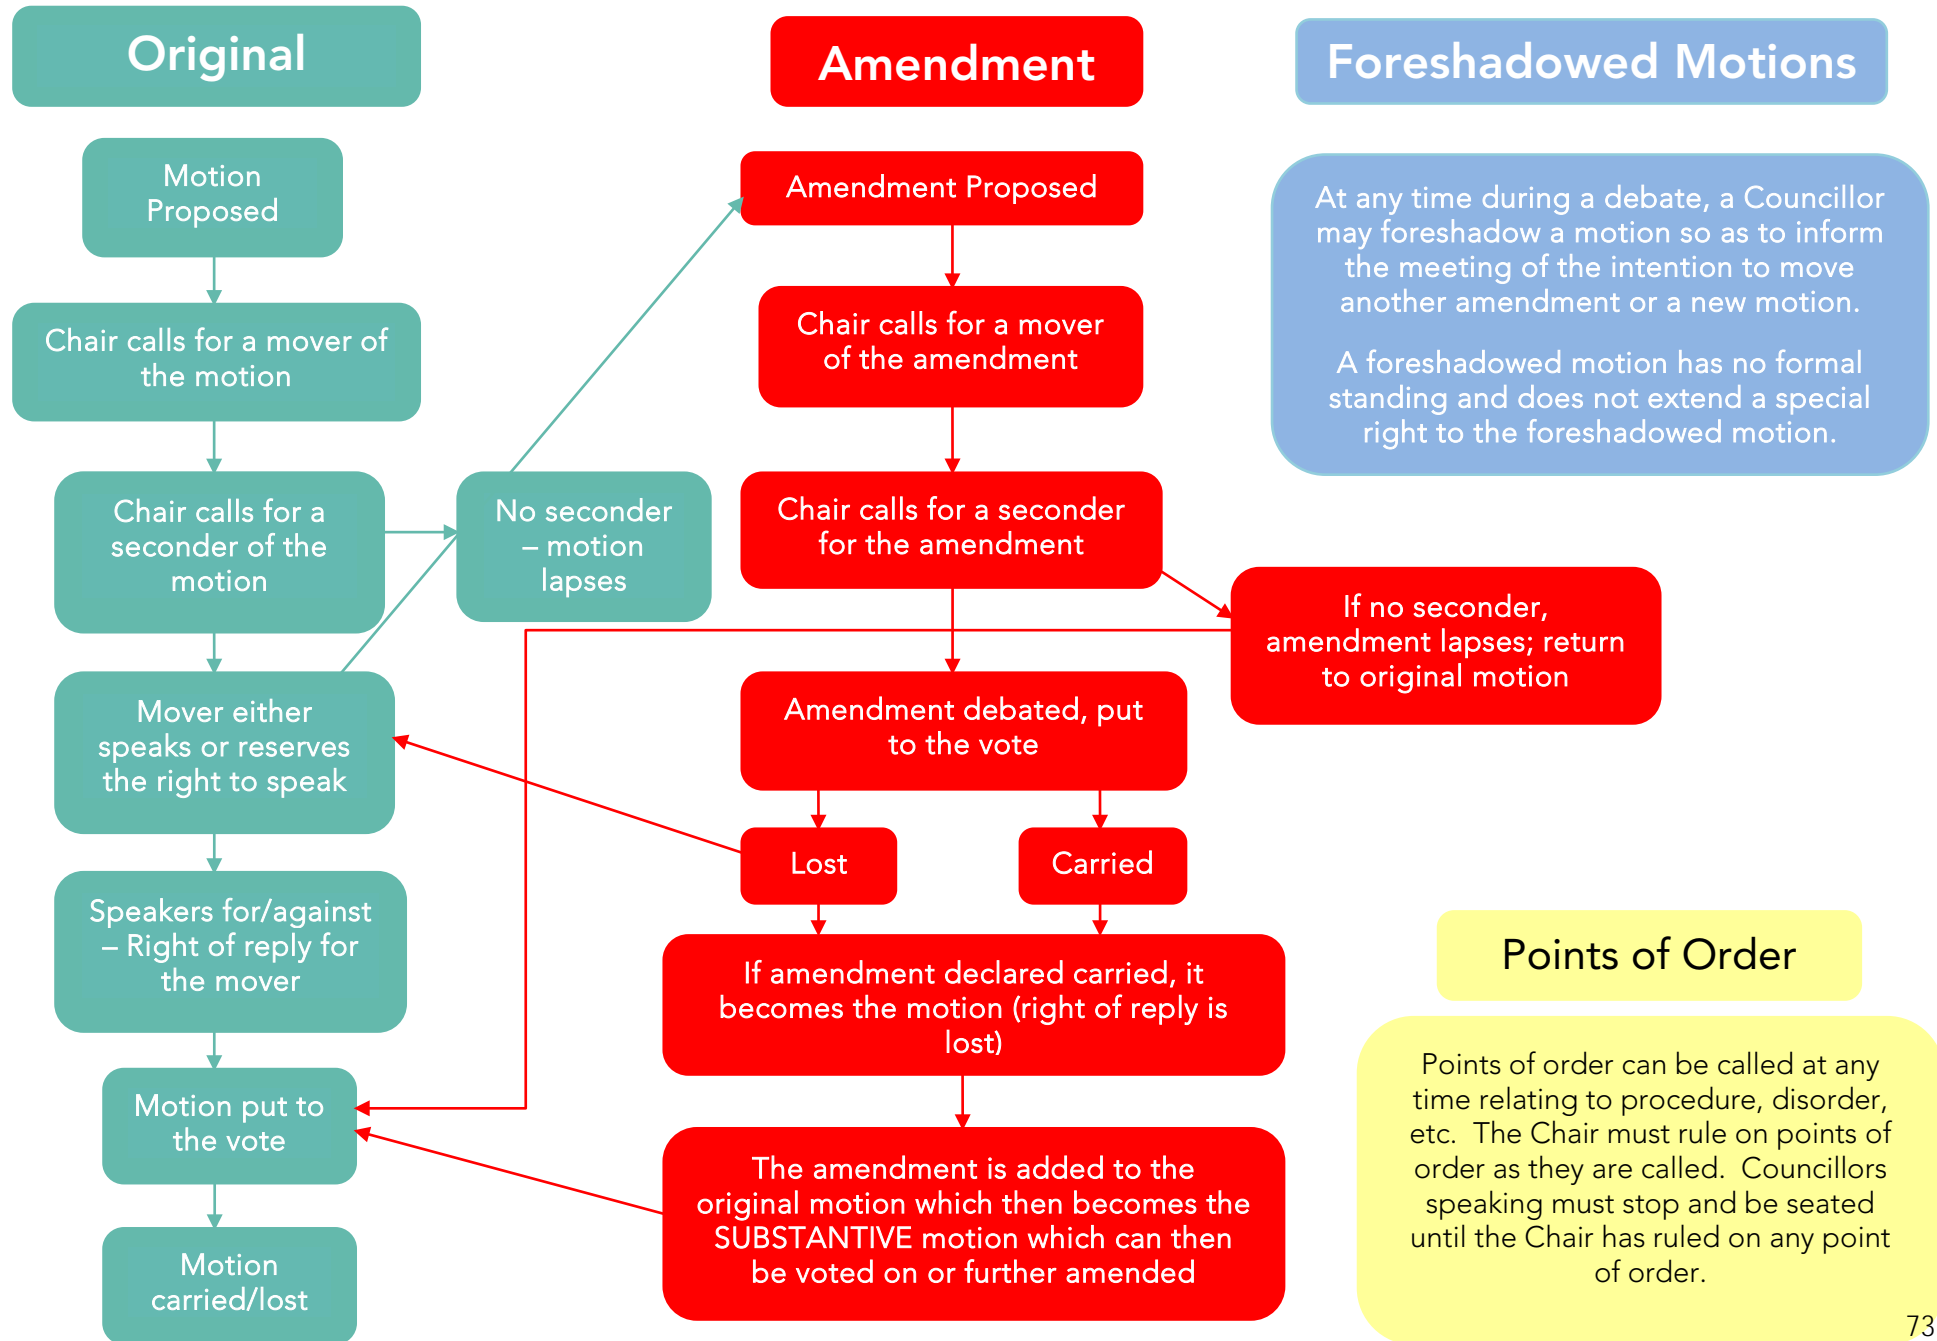 Original
Motion
Proposed
Chair calls for a mover of
the motion
Chair calls for a
seconder of the
motion
No seconder
– motion
lapses
Mover either
speaks or reserves
the right to speak
Speakers for/against
– Right of reply for
the mover
Motion put to
the vote
Motion
carried/lost
Amendment
Amendment Proposed
Chair calls for a mover
of the amendment
Chair calls for a seconder
for the amendment
If no seconder,
amendment lapses; return
to original motion
Amendment debated, put
to the vote
Lost
Carried
If amendment declared carried, it
becomes the motion (right of reply is
lost)
The amendment is added to the
original motion which then becomes the
SUBSTANTIVE motion which can then
be voted on or further amended
Foreshadowed Motions
At any time during a debate, a Councillor
may foreshadow a motion so as to inform
the meeting of the intention to move
another amendment or a new motion.
A foreshadowed motion has no formal
standing and does not extend a special
right to the foreshadowed motion.
Points of Order
Points of order can be called at any
time relating to procedure, disorder,
etc.  The Chair must rule on points of
order as they are called.  Councillors
speaking must stop and be seated
until the Chair has ruled on any point
of order.
73